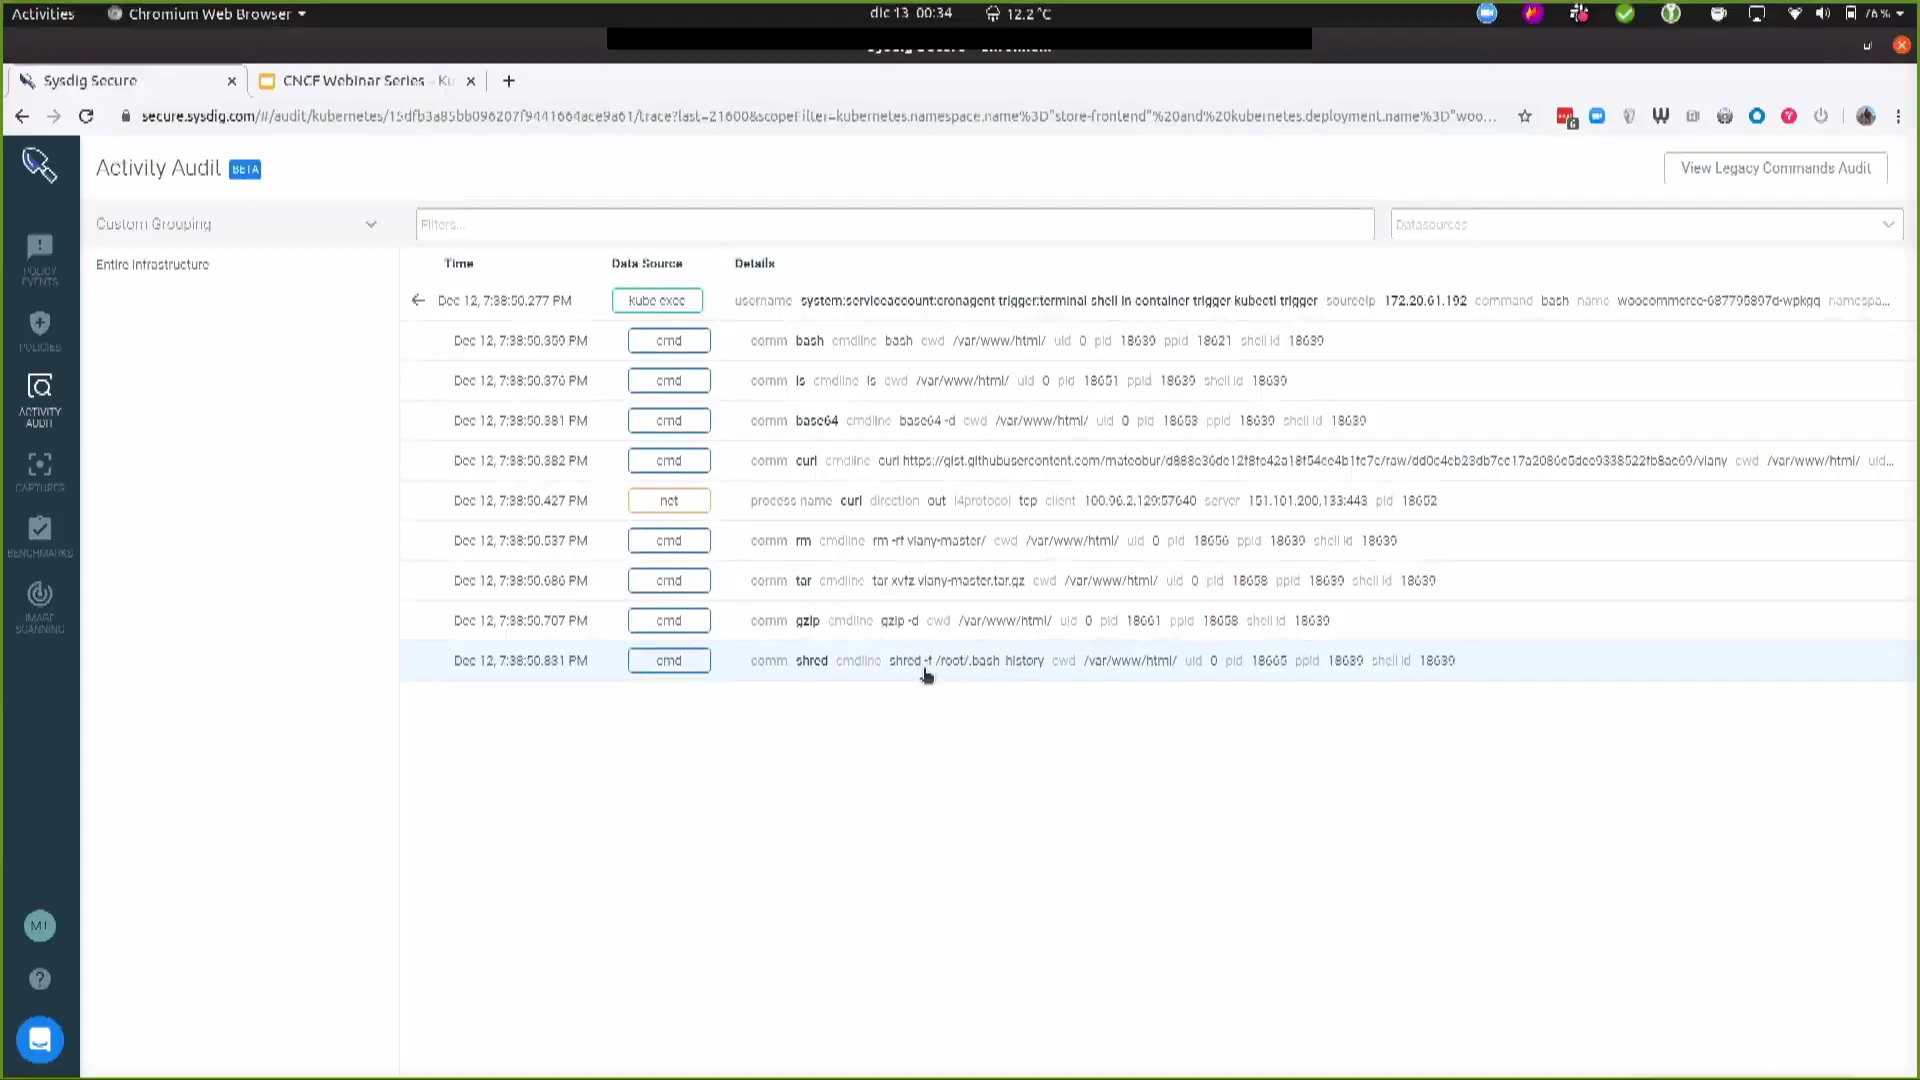 Activities Chromium Web Browser dic 13 00:34 12.2 °C 76 %
Sysdig Secure CNCF Webinar Series - Ku
secure.sysdig.com/#/audit/kubernetes/15dfb3a85bb096207f9441664ace9a61/trace?last=21600&scopeFilter=kubernetes.namespace.name%3D"store-frontend"%20and%20kubernetes.deployment.name%3D"woo... 6
Activity Audit BETA View Legacy Commands Audit
Custom Grouping Filters... Datasources
Entire Infrastructure
Time Data Source Details
Dec 12, 7:38:50.277 PM kube exec username system:serviceaccount:cronagent trigger:terminal shell in container trigger kubectl trigger sourceip 172.20.61.192 command bash name woocommerce-687795897d-wpkgq namespa...
Dec 12, 7:38:50.359 PM cmd comm bash cmdline bash cwd /var/www/html/ uid 0 pid 18639 ppid 18621 shell id 18639
Dec 12, 7:38:50.376 PM cmd comm ls cmdline ls cwd /var/www/html/ uid 0 pid 18651 ppid 18639 shell id 18639
Dec 12, 7:38:50.381 PM cmd comm base64 cmdline base64 -d cwd /var/www/html/ uid 0 pid 18653 ppid 18639 shell id 18639
Dec 12, 7:38:50.382 PM cmd comm curl cmdline curl cwd /var/www/html/ uid...
Dec 12, 7:38:50.427 PM net process name curl direction out l4protocol tcp client 100.96.2.129:57640 server 151.101.200.133:443 pid 18652
Dec 12, 7:38:50.537 PM cmd comm rm cmdline rm -rf vlany-master/ cwd /var/www/html/ uid 0 pid 18656 ppid 18639 shell id 18639
Dec 12, 7:38:50.686 PM cmd comm tar cmdline tar xvfz vlany-master.tar.gz cwd /var/www/html/ uid 0 pid 18658 ppid 18639 shell id 18639
Dec 12, 7:38:50.707 PM cmd comm gzip cmdline gzip -d cwd /var/www/html/ uid 0 pid 18661 ppid 18658 shell id 18639
Dec 12, 7:38:50.831 PM cmd comm shred cmdline shred -f /root/.bash_history cwd /var/www/html/ uid 0 pid 18665 ppid 18639 shell id 18639
POLICY
EVENTS
POLICIES
ACTIVITY
AUDIT
CAPTURES
BENCHMARKS
IMAGE
SCANNING